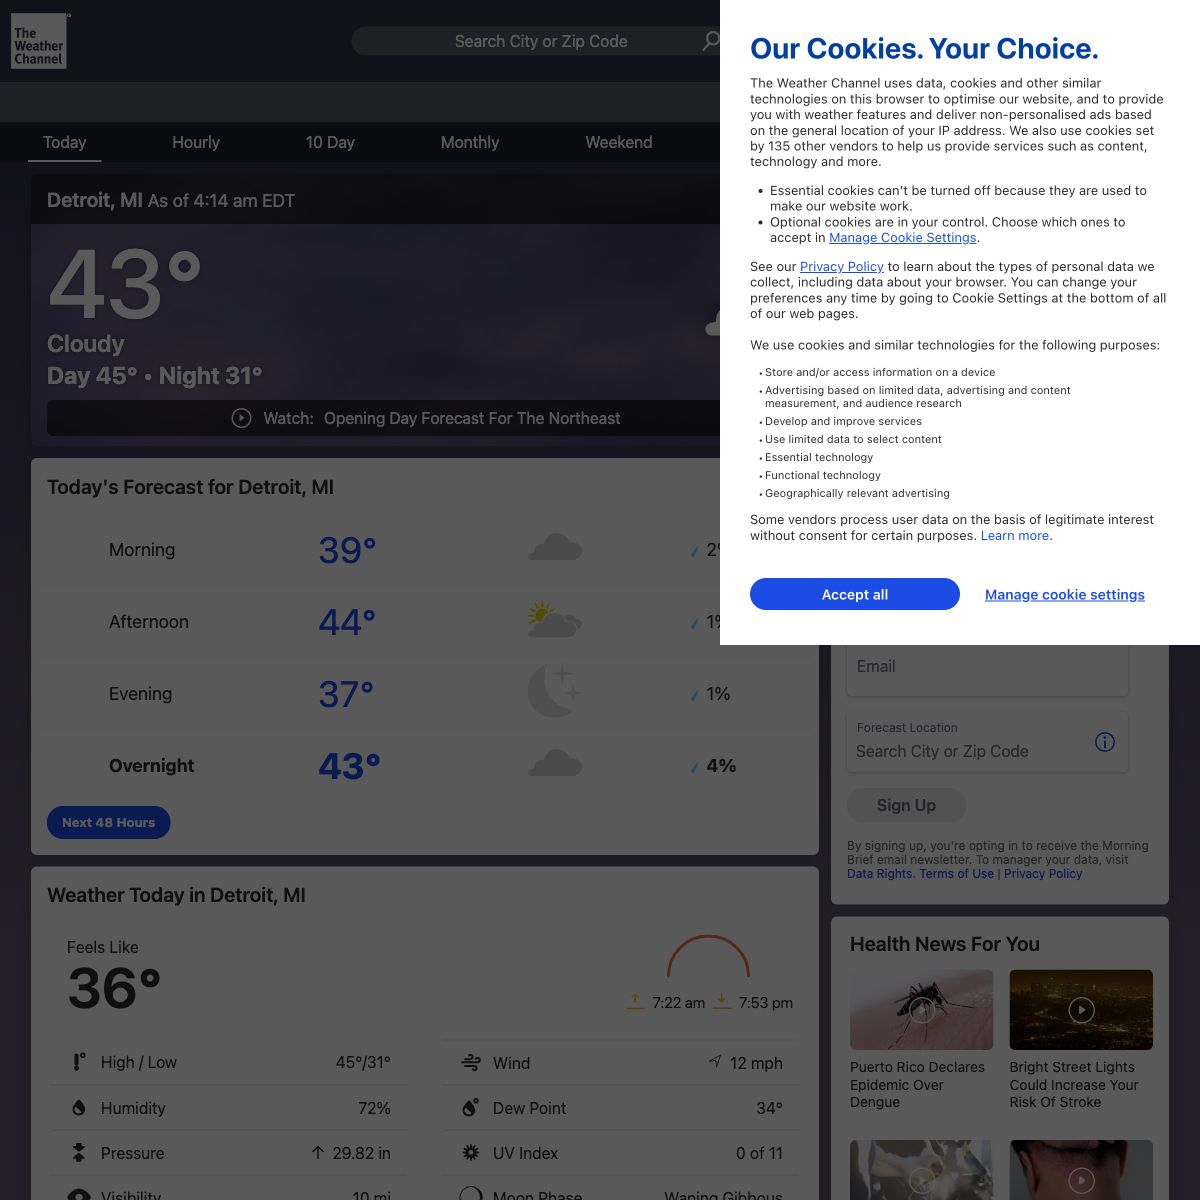 The
Weather
Channel
Search City or Zip Code
Today
Hourly
10 Day
Monthly
Weekend
Detroit, MI As of 4:14 am EDT
43°
Cloudy
Day 45° • Night 31°
Watch: Opening Day Forecast For The Northeast
Today's Forecast for Detroit, MI
Morning 39°
Afternoon 44°
Evening 37° 1%
Overnight 43° 4%
Next 48 Hours
Weather Today in Detroit, MI
Feels Like
36°
7:22 am 7:53 pm
High / Low 45°/31°
Wind 12 mph
Humidity 72%
Dew Point 34°
Pressure 29.82 in
UV Index 0 of 11
Visibility 10 mi
Moon Phase Waning Gibbous
Our Cookies. Your Choice.
The Weather Channel uses data, cookies and other similar
technologies on this browser to optimise our website, and to provide
you with weather features and deliver non-personalised ads based
on the general location of your IP address. We also use cookies set
by 135 other vendors to help us provide services such as content,
technology and more.
• Essential cookies can't be turned off because they are used to
make our website work.
• Optional cookies are in your control. Choose which ones to
accept in Manage Cookie Settings.
See our Privacy Policy to learn about the types of personal data we
collect, including data about your browser. You can change your
preferences any time by going to Cookie Settings at the bottom of all
of our web pages.
We use cookies and similar technologies for the following purposes:
• Store and/or access information on a device
• Advertising based on limited data, advertising and content
measurement, and audience research
• Develop and improve services
• Use limited data to select content
• Essential technology
• Functional technology
• Geographically relevant advertising
Some vendors process user data on the basis of legitimate interest
without consent for certain purposes. Learn more.
Accept all
Manage cookie settings
Email
Forecast Location
Search City or Zip Code
Sign Up
By signing up, you're opting in to receive the Morning
Brief email newsletter. To manager your data, visit
Data Rights. Terms of Use | Privacy Policy
Health News For You
Puerto Rico Declares
Epidemic Over
Dengue
Bright Street Lights
Could Increase Your
Risk Of Stroke